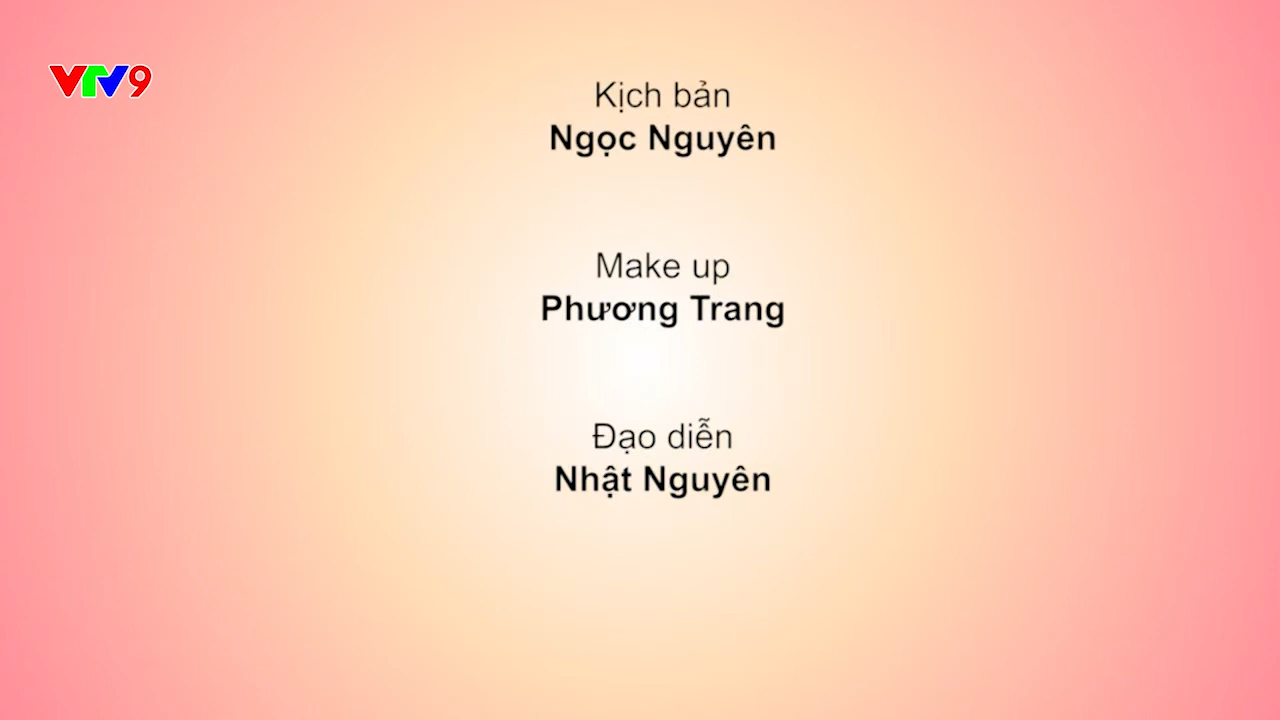 VTV9
Kịch bản
Ngọc Nguyên
Make up
Phương Trang
Đạo diễn
Nhật Nguyên